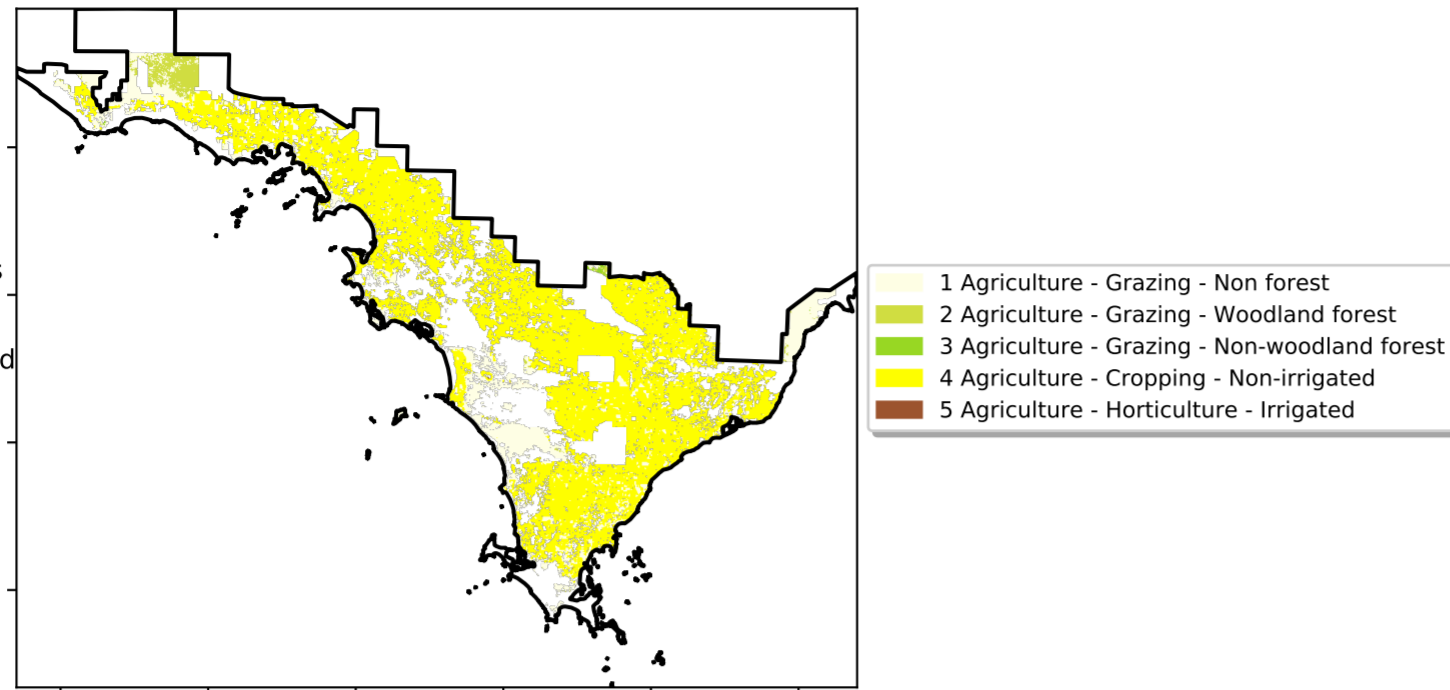 s
d
1 Agriculture - Grazing - Non forest
2 Agriculture - Grazing - Woodland forest
3 Agriculture - Grazing - Non-woodland forest
4 Agriculture - Cropping - Non-irrigated
5 Agriculture - Horticulture - Irrigated